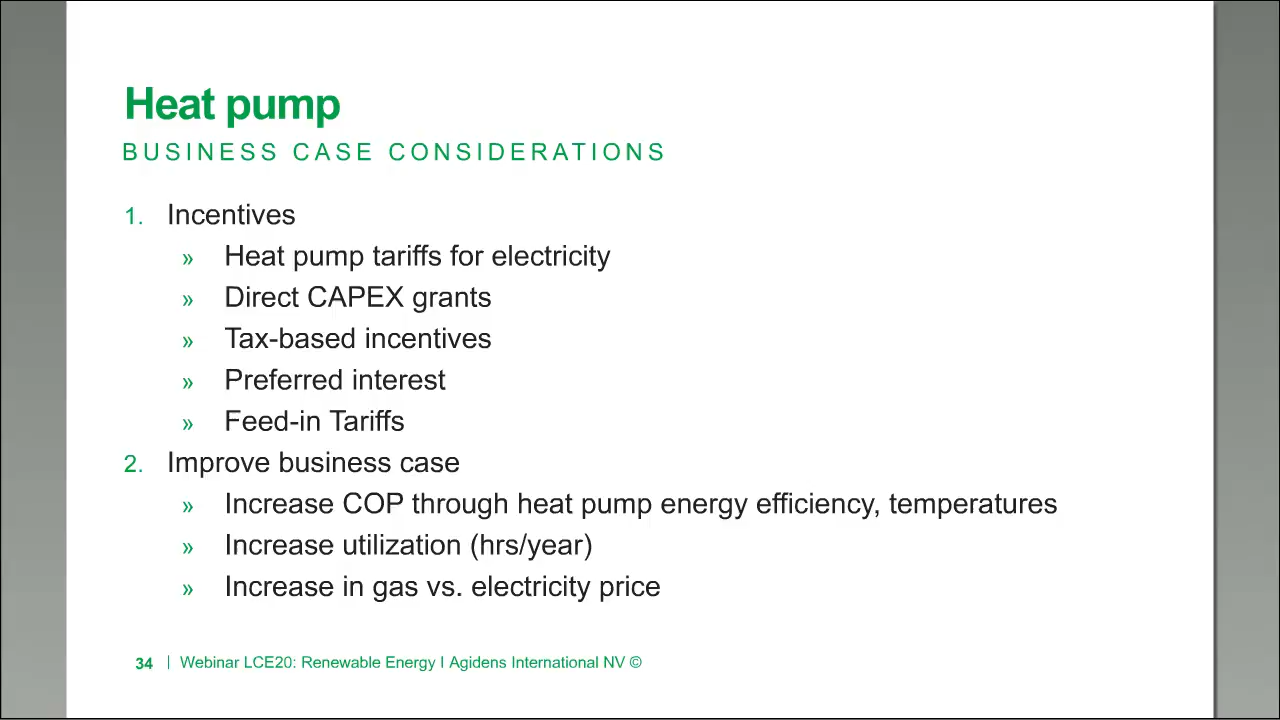 Heat pump
BUSINESS CASE CONSIDERATIONS
1. Incentives
» Heat pump tariffs for electricity
» Direct CAPEX grants
» Tax-based incentives
» Preferred interest
» Feed-in Tariffs
2. Improve business case
» Increase COP through heat pump energy efficiency, temperatures
» Increase utilization (hrs/year)
» Increase in gas vs. electricity price
34 | Webinar LCE20: Renewable Energy I Agidens International NV ©